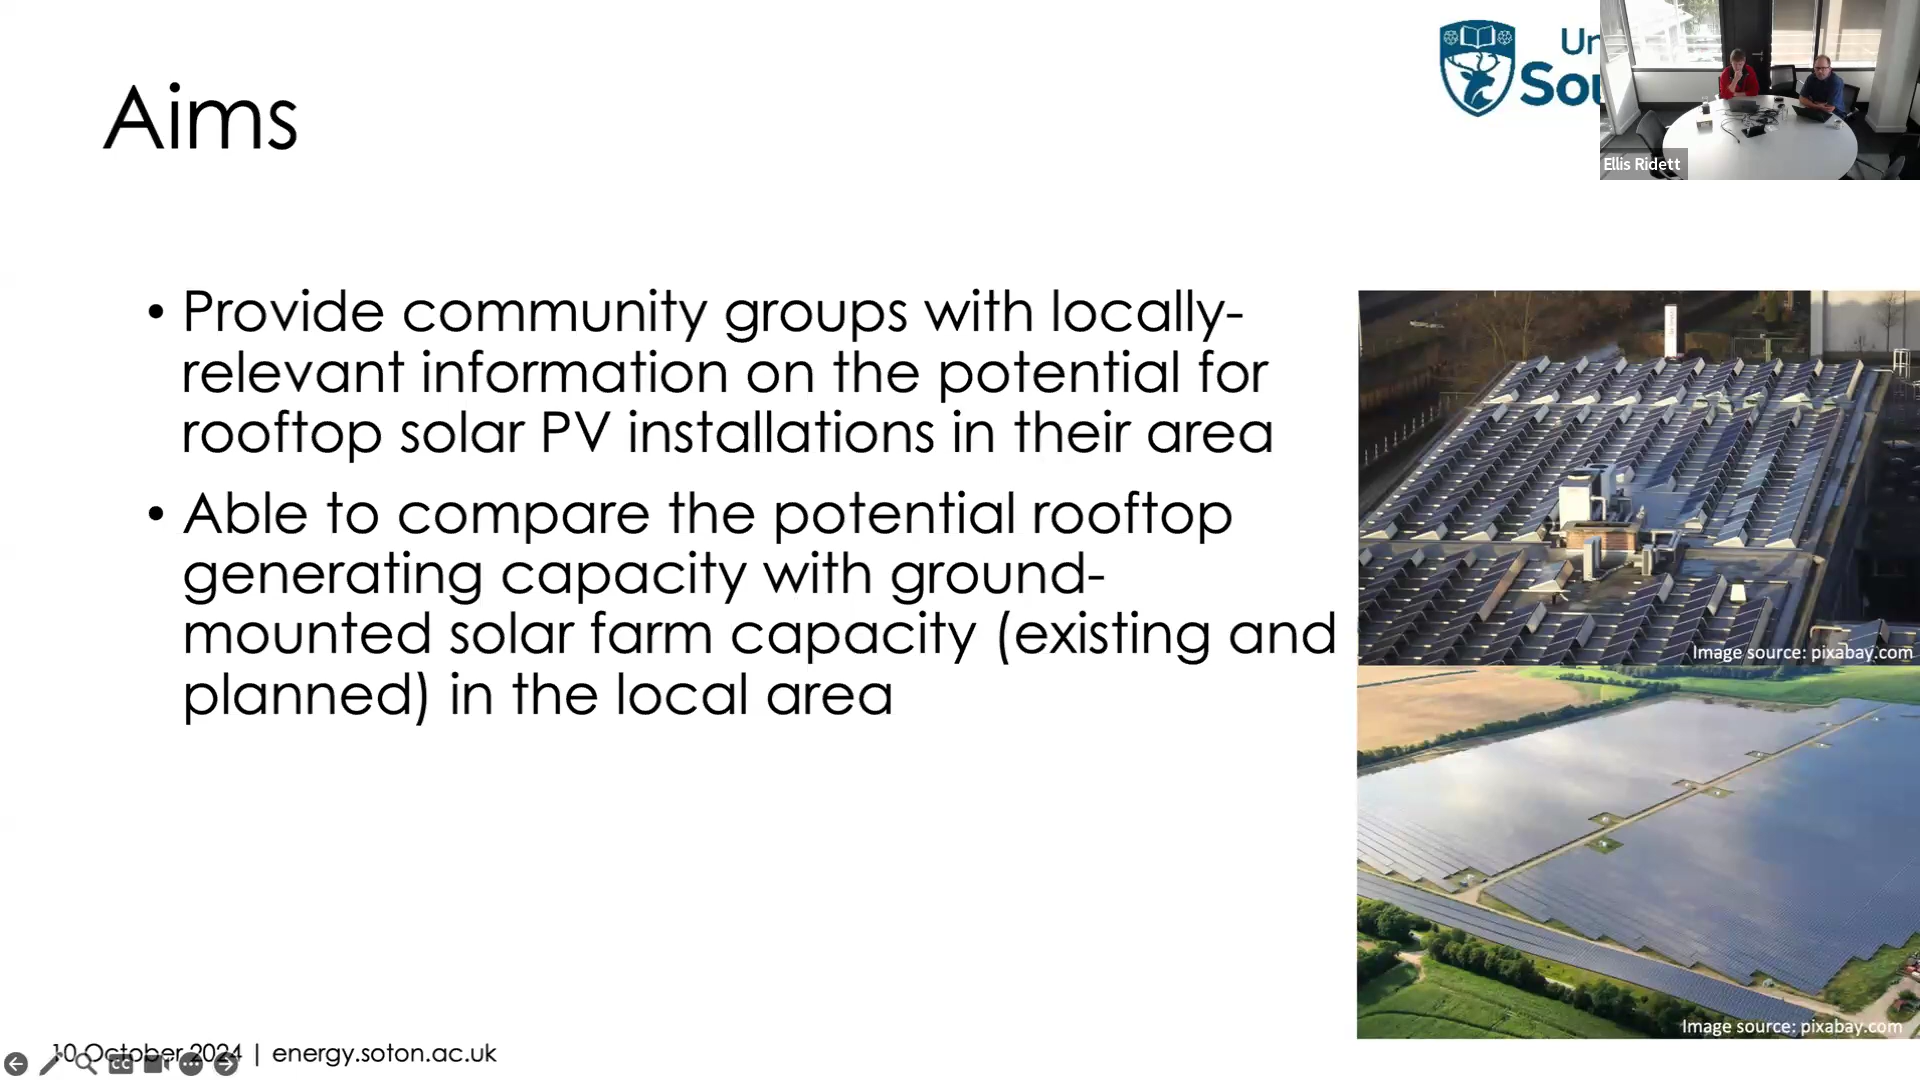 Aims
Ellis Ridett
• Provide community groups with locally-
relevant information on the potential for
rooftop solar PV installations in their area
• Able to compare the potential rooftop
generating capacity with ground-
mounted solar farm capacity (existing and
planned) in the local area
Image source: pixabay.com
Image source: pixabay.com
10 October 2024 | energy.soton.ac.uk
CC